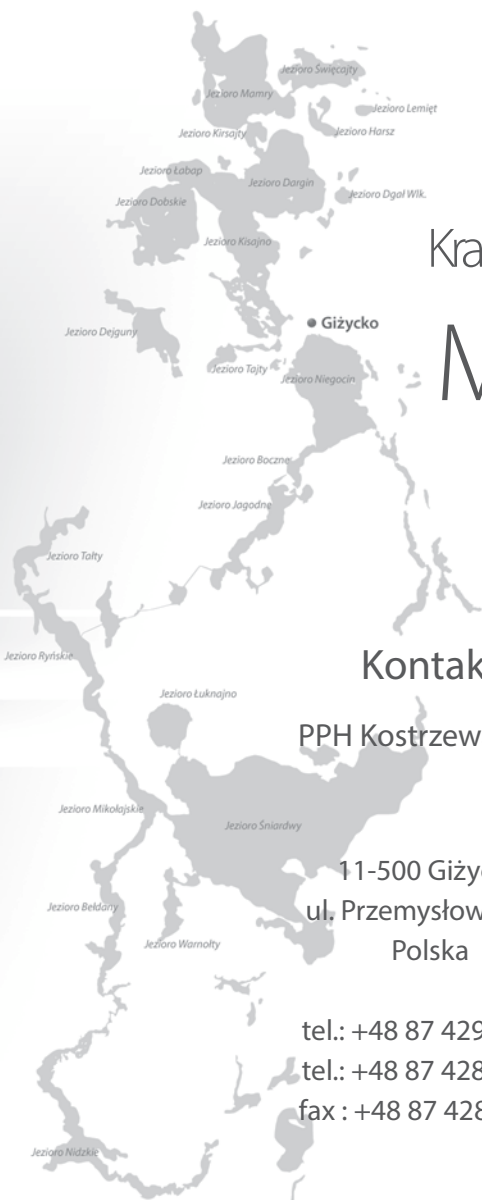 Jezioro Święcajty
Jezioro Mamry
Jezioro Lemięt
Jezioro Kirsajty
Jezioro Harsz
Jezioro Łabap
Jezioro Dargin
Jezioro Dobskie
Jezioro Dgał Wlk.
Jezioro Kisajno
Kra
Giżycko
Jezioro Dejguny
M
Jezioro Tajty
Jezioro Niegocin
Jezioro Boczne
Jezioro Jagodne
Jezioro Tałty
Jezioro Ryńskie
Kontak
Jezioro Łuknajno
PPH Kostrzew
Jezioro Mikołajskie
Jezioro Śniardwy
11-500 Giży
Jezioro Bełdany
ul. Przemysłow
Jezioro Warnołty
Polska
tel.: +48 87 429
tel.: +48 87 428
fax : +48 87 428
Jezioro Nidzkie